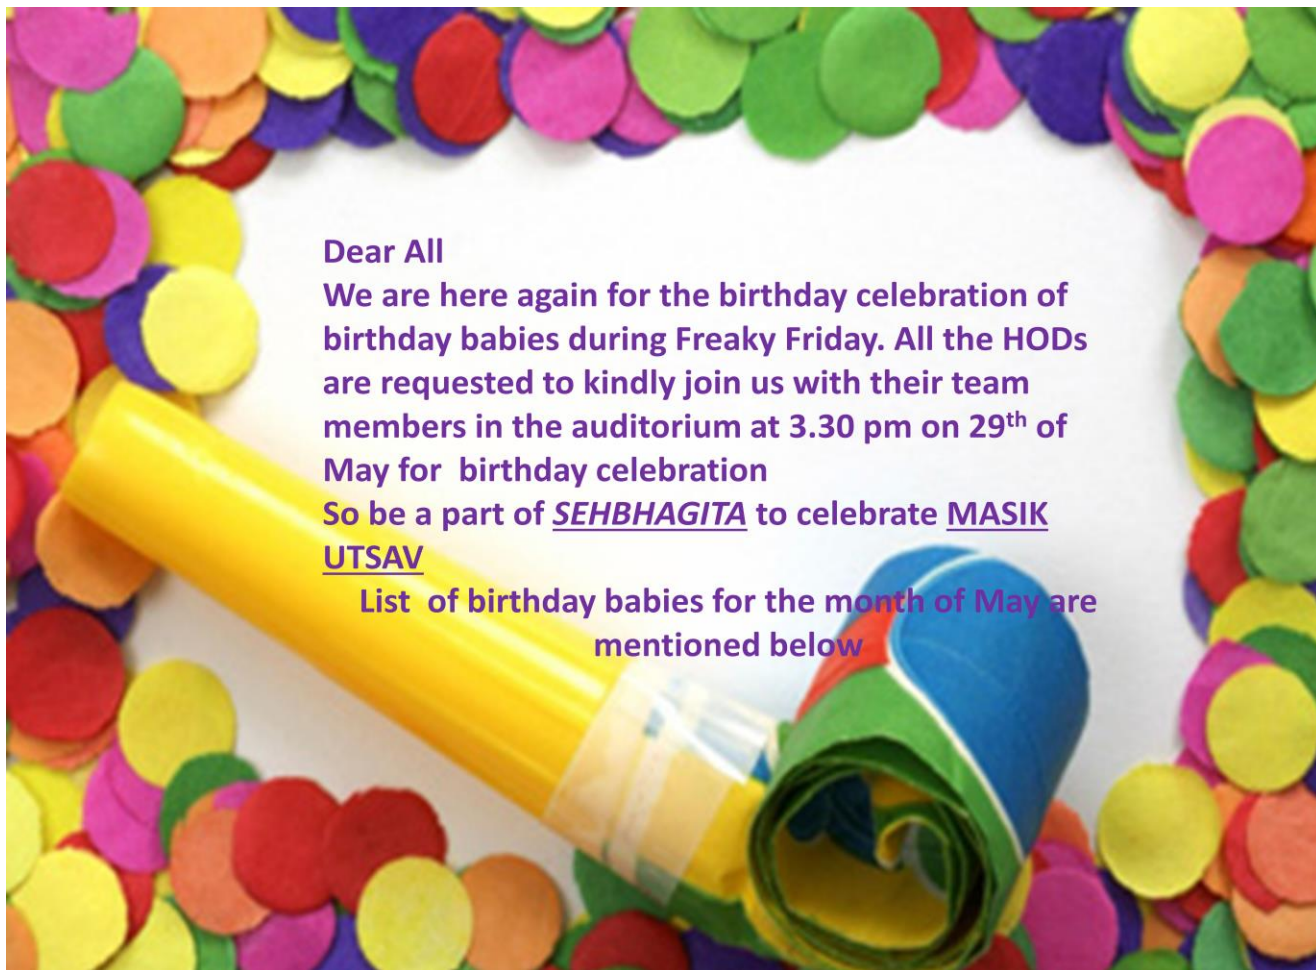 Dear All
We are here again for the birthday celebration of
birthday babies during Freaky Friday. All the HODs
are requested to kindly join us with their team
members in the auditorium at 3.30 pm on 29th of
May for  birthday celebration
So be a part of SEHBHAGITA to celebrate MASIK
UTSAV
List  of birthday babies for the month of May are
mentioned below